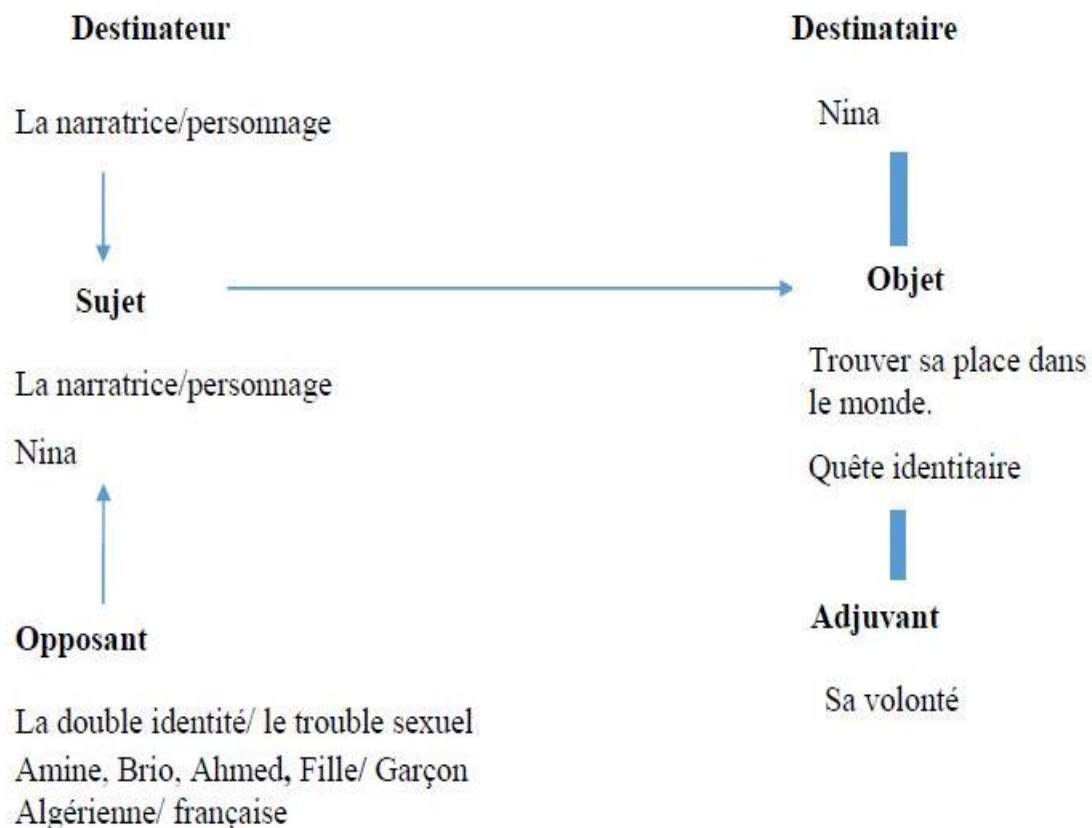 Destinateur
Destinataire
La narratrice/personnage
Nina
Sujet
Objet
La narratrice/personnage
Trouver sa place dans
le monde.
Nina
Quête identitaire
Opposant
Adjuvant
La double identité/ le trouble sexuel
Sa volonté
Amine, Brio, Ahmed, Fille/ Garçon
Algérienne/ française